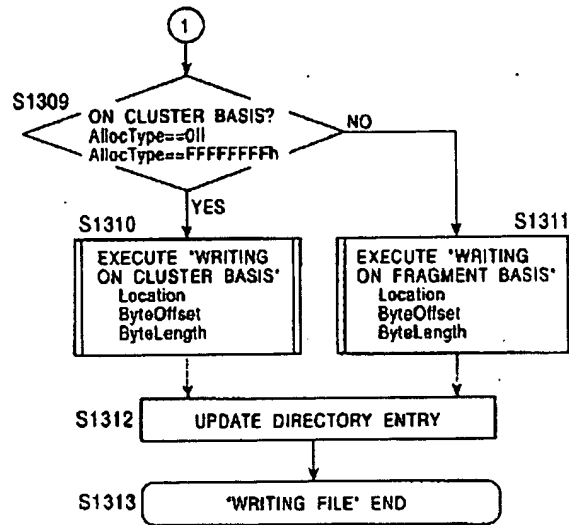 1
S1309
ON CLUSTER BASIS?
AllocType==0||
AllocType==FFFFFFFFh
NO
YES
S1310
S1311
EXECUTE "WRITING
ON CLUSTER BASIS"
Location
ByteOffset
ByteLength
EXECUTE "WRITING
ON FRAGMENT BASIS"
Location
ByteOffset
ByteLength
S1312
UPDATE DIRECTORY ENTRY
S1313
"WRITING FILE" END